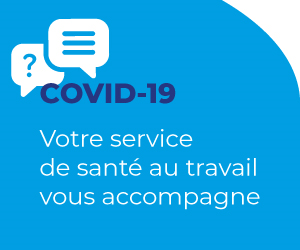 ?
COVID-19
Votre service
de santé au travail
vous accompagne